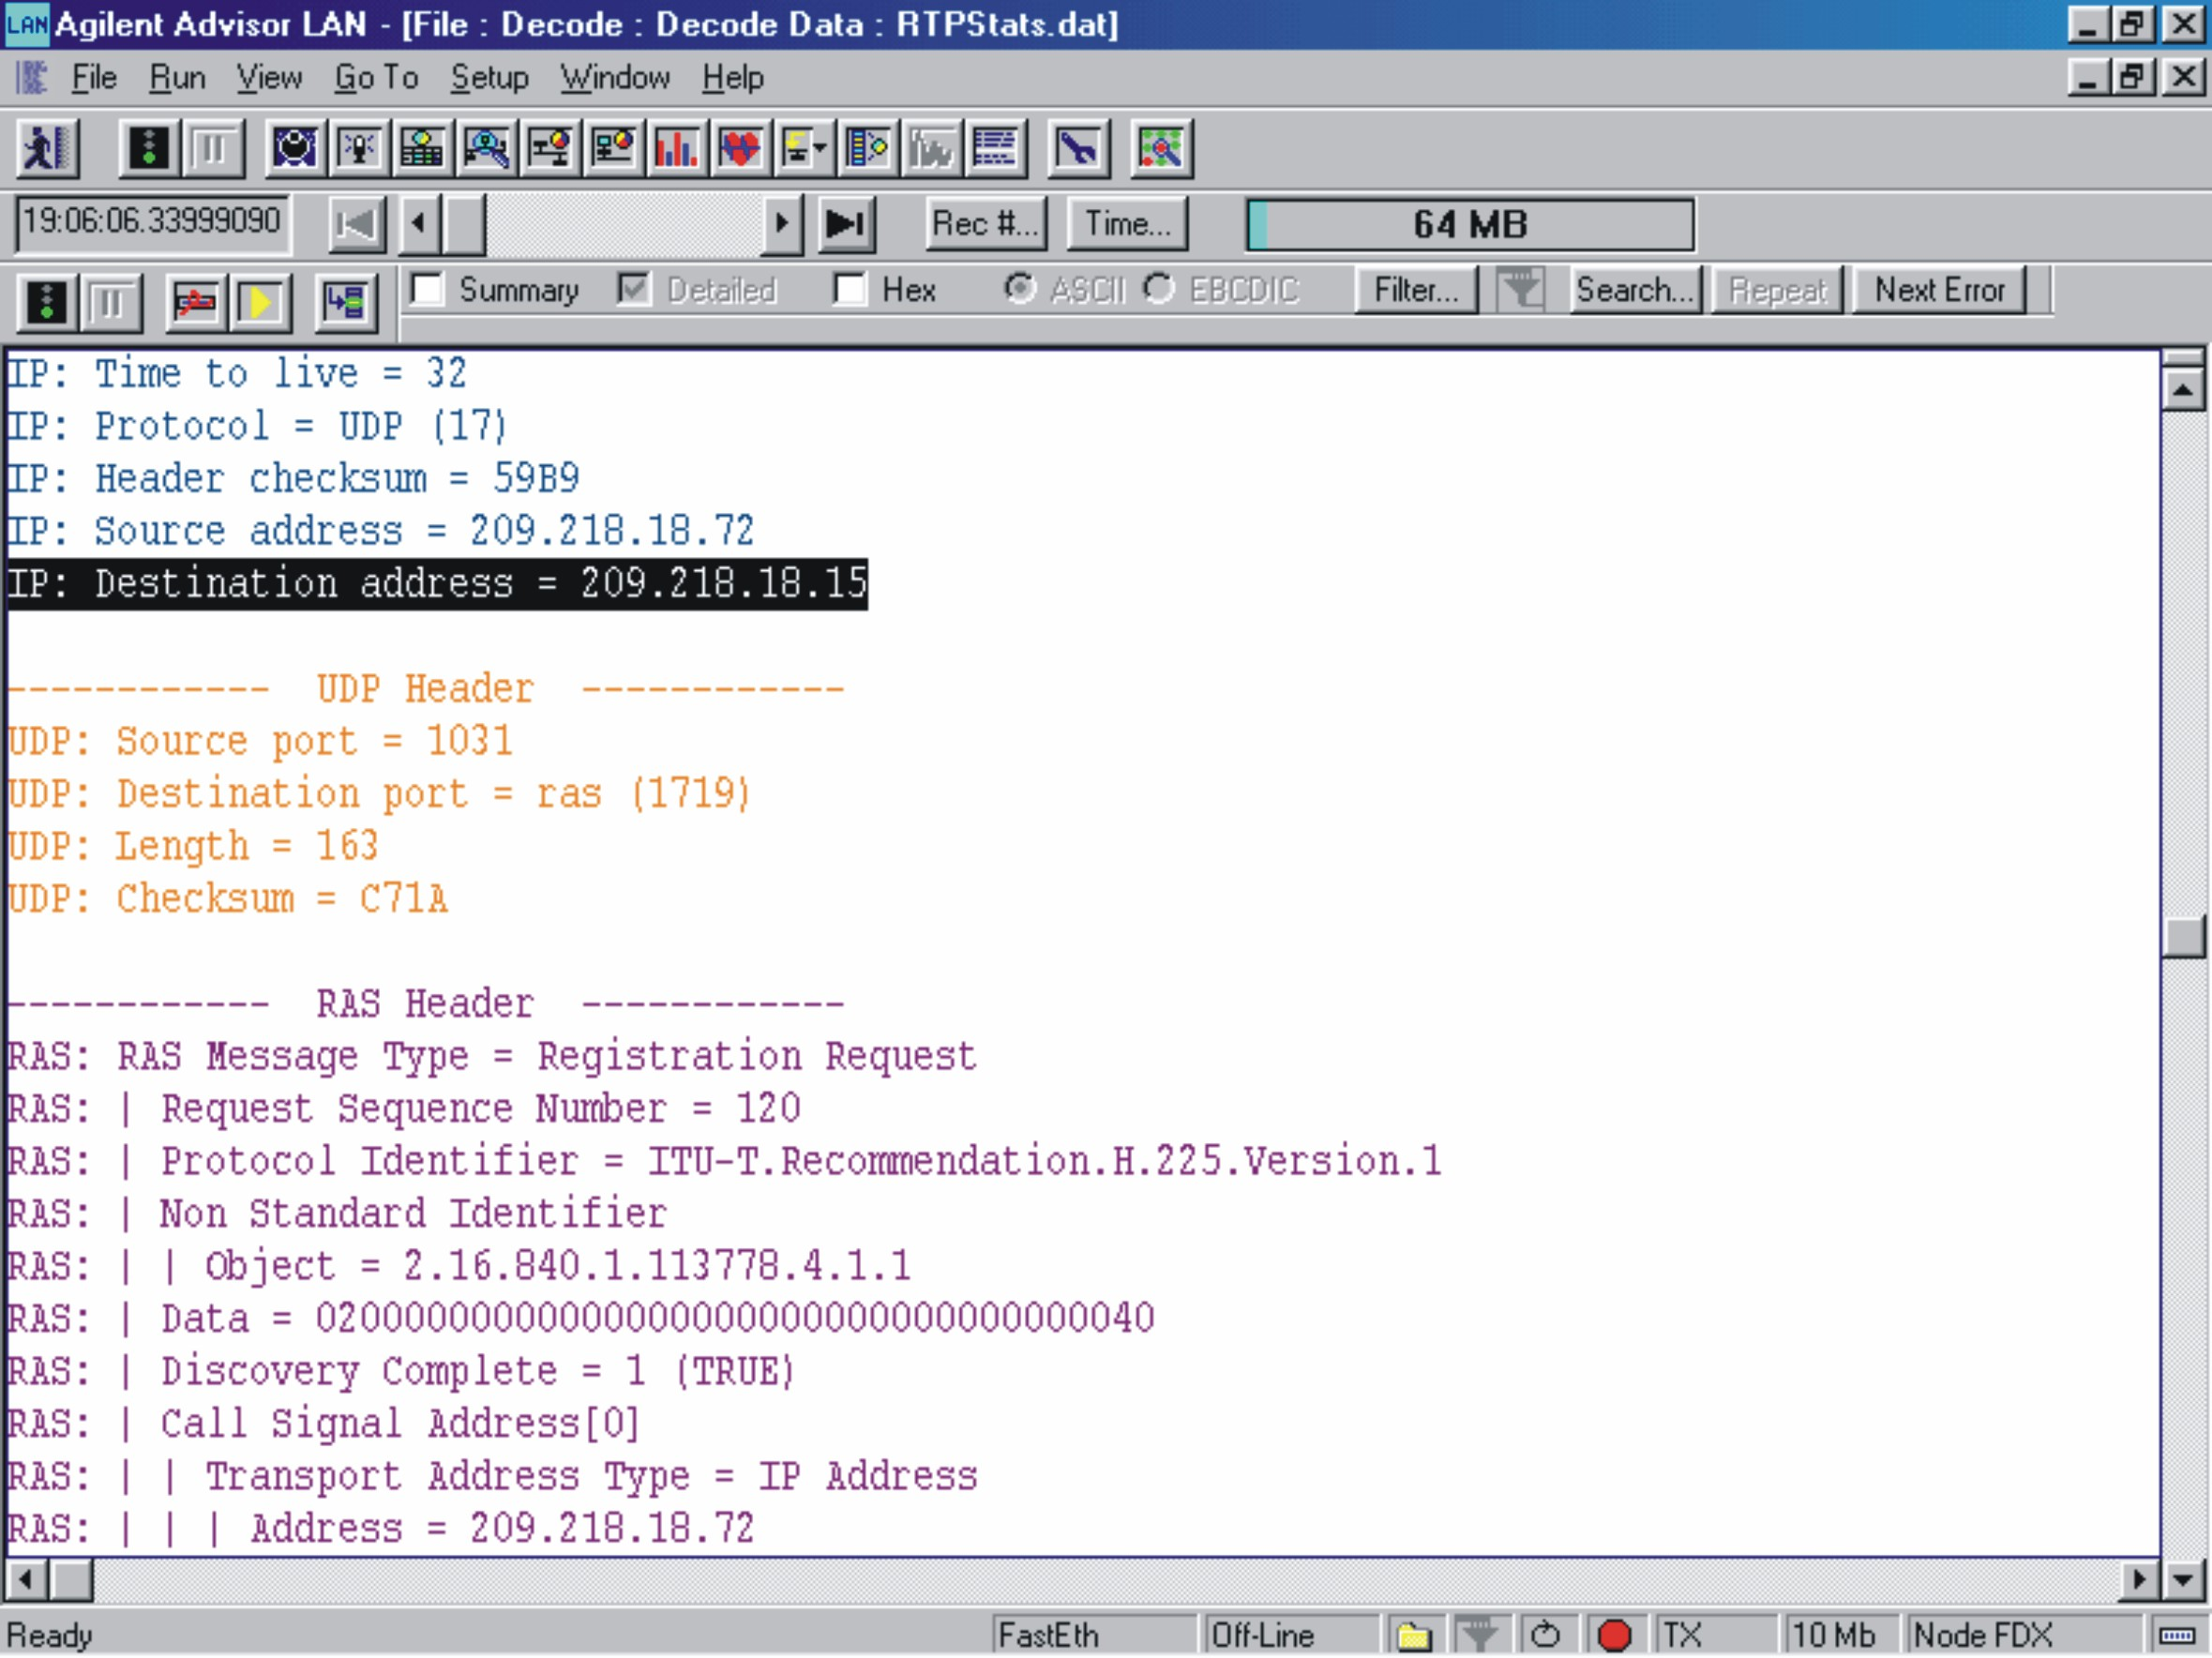 LAN Agilent Advisor LAN - [File : Decode : Decode Data : RTPStats.dat]
File Run View Go To Setup Window Help
19:06:06.33999090 Rec #... Time... 64 MB
Summary Detailed Hex ASCII EBCDIC Filter... Search... Repeat Next Error
IP: Time to live = 32
IP: Protocol = UDP (17)
IP: Header checksum = 59B9
IP: Source address = 209.218.18.72
IP: Destination address = 209.218.18.15
------------ UDP Header ------------
UDP: Source port = 1031
UDP: Destination port = ras (1719)
UDP: Length = 163
UDP: Checksum = C71A
------------ RAS Header ------------
RAS: RAS Message Type = Registration Request
RAS: | Request Sequence Number = 120
RAS: | Protocol Identifier = ITU-T.Recommendation.H.225.Version.1
RAS: | Non Standard Identifier
RAS: | | Object = 2.16.840.1.113778.4.1.1
RAS: | Data = 02000000000000000000000000000000000040
RAS: | Discovery Complete = 1 (TRUE)
RAS: | Call Signal Address[0]
RAS: | | Transport Address Type = IP Address
RAS: | | | Address = 209.218.18.72
Ready FastEth Off-Line TX 10 Mb Node FDX